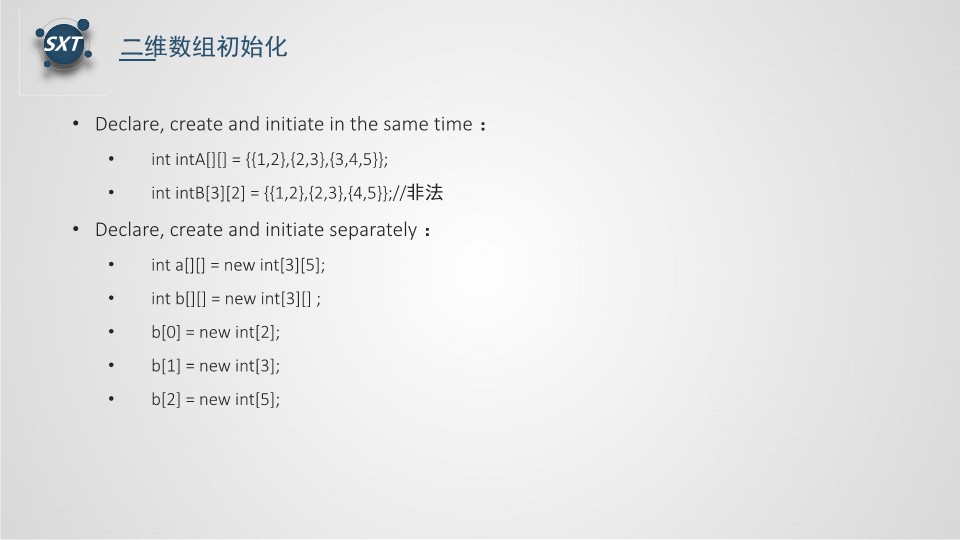 SXT
二维数组初始化
• Declare, create and initiate in the same time ：
• int intA[][] = {{1,2},{2,3},{3,4,5}};
• int intB[3][2] = {{1,2},{2,3},{4,5}};//非法
• Declare, create and initiate separately ：
• int a[][] = new int[3][5];
• int b[][] = new int[3][] ;
• b[0] = new int[2];
• b[1] = new int[3];
• b[2] = new int[5];